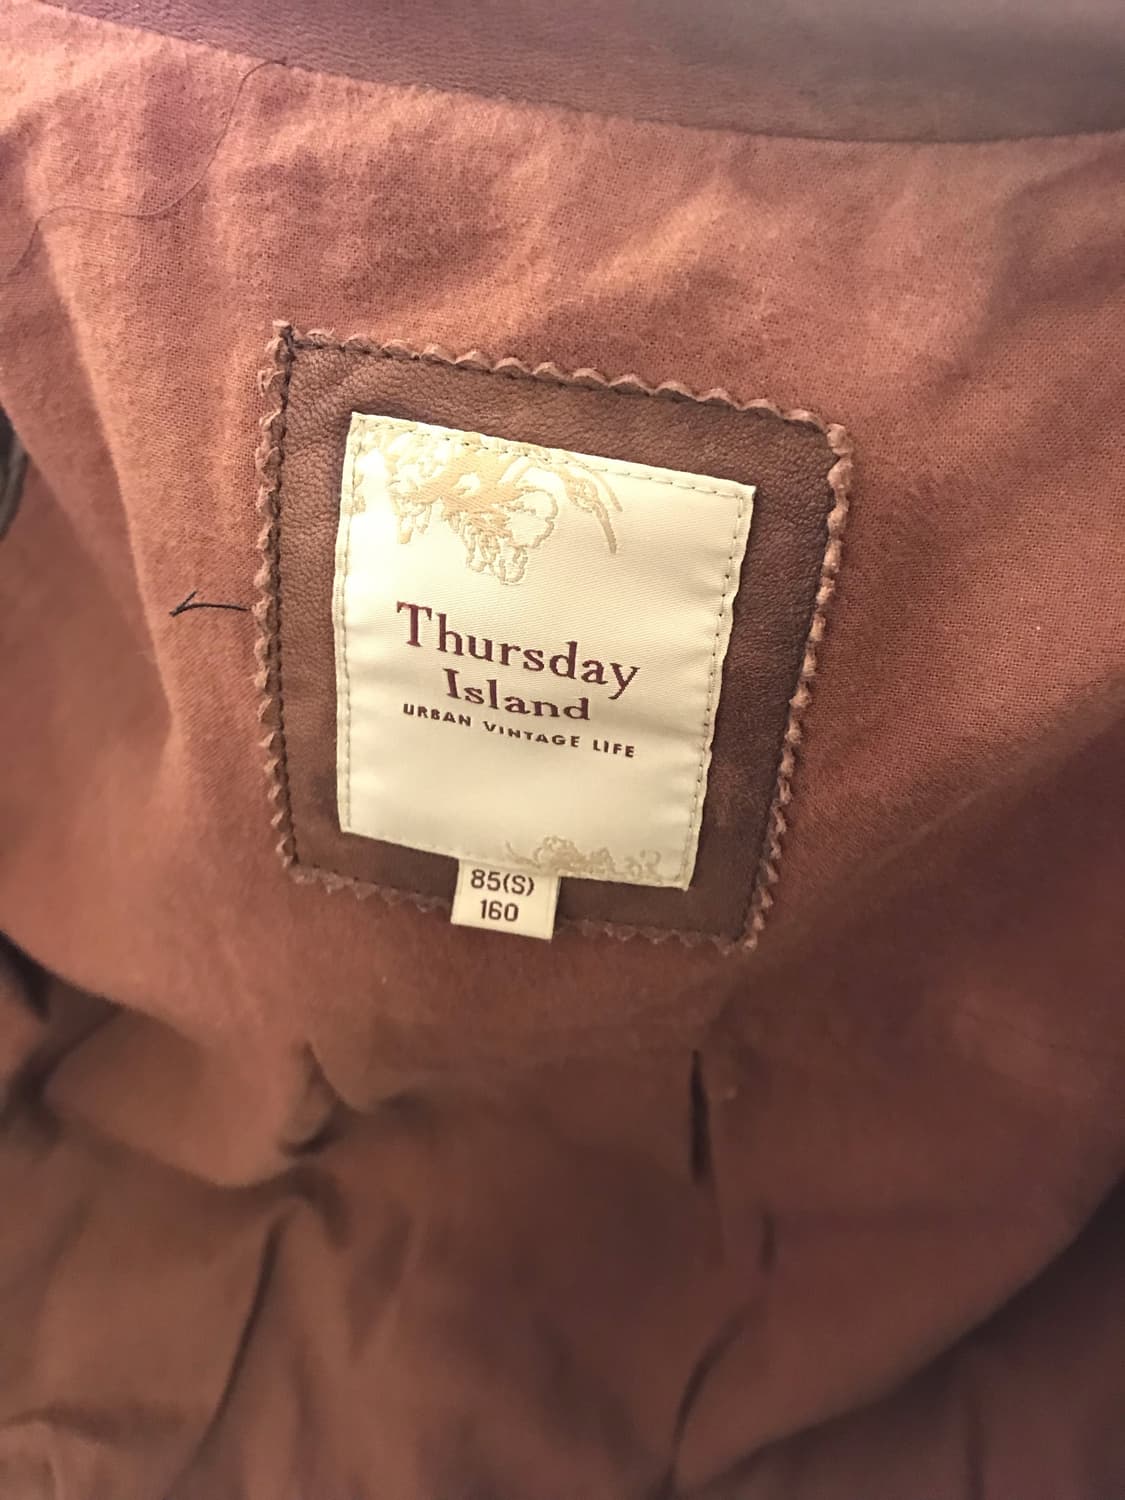 Thursday
Island
URBAN VINTAGE LIFE
85(S)
160